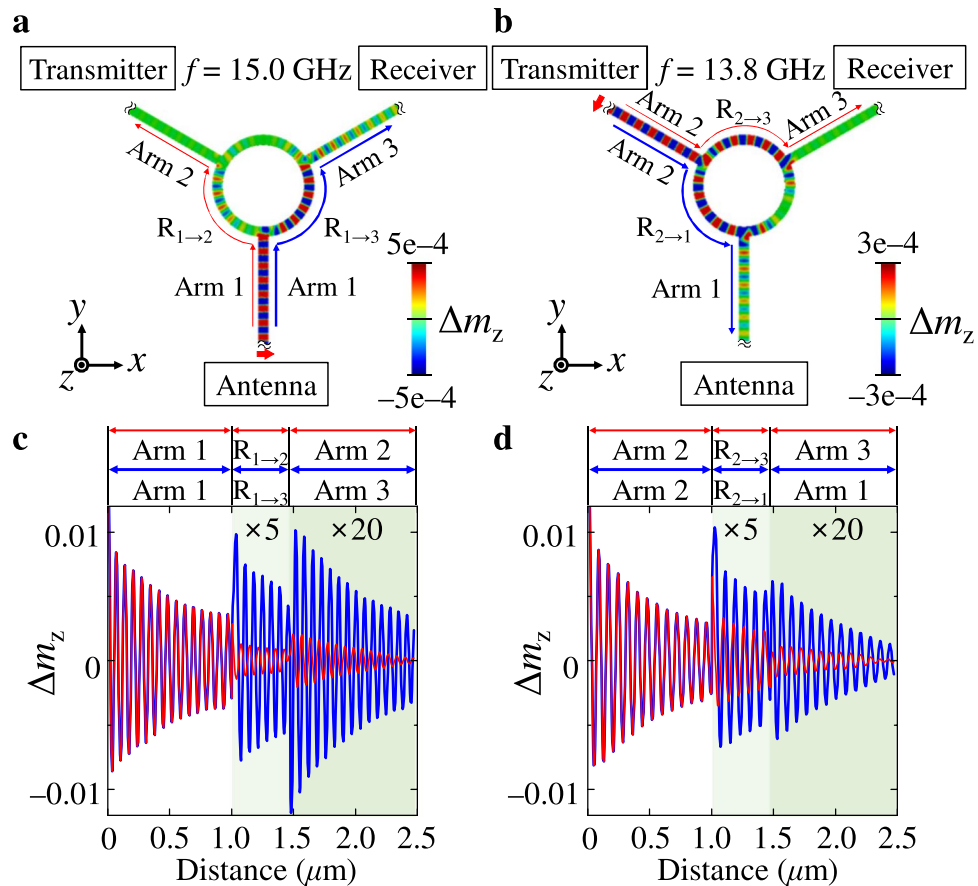 a
Transmitter f = 15.0 GHz Receiver
Arm 2
Arm 3
R1→2
R1→3
Arm 1
Arm 1
5e−4
Δmz
−5e−4
y
z
x
Antenna
b
Transmitter f = 13.8 GHz Receiver
Arm 2
R2→3
Arm 3
Arm 2
R2→1
Arm 1
3e−4
Δmz
−3e−4
y
z
x
Antenna
c
Arm 1 R1→2 Arm 2
Arm 1 R1→3 Arm 3
×5 ×20
0.01
0
−0.01
Δmz
0 0.5 1.0 1.5 2.0 2.5
Distance (μm)
d
Arm 2 R2→3 Arm 3
Arm 2 R2→1 Arm 1
×5 ×20
0.01
0
−0.01
Δmz
0 0.5 1.0 1.5 2.0 2.5
Distance (μm)